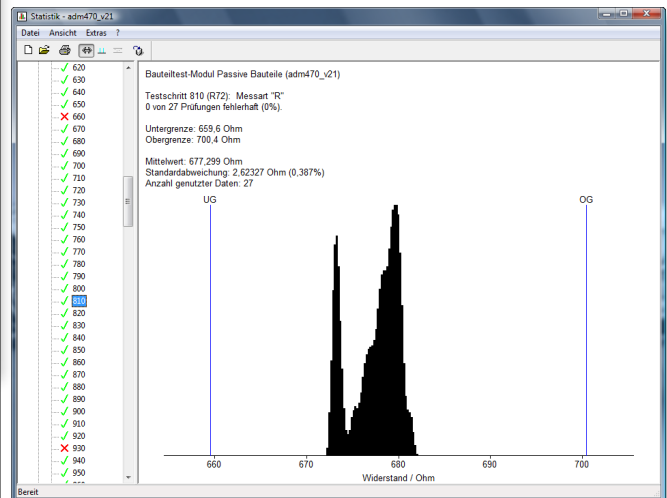 Statistik - adm470_v21
Datei Ansicht Extras ?
620
630
640
650
660
670
680
690
700
710
720
730
740
750
760
770
780
790
800
810
820
830
840
850
860
870
880
890
900
910
920
930
940
950
Bauteiltest-Modul Passive Bauteile (adm470_v21)
Testschritt 810 (R72): Messart "R"
0 von 27 Prüfungen fehlerhaft (0%).
Untergrenze: 659,6 Ohm
Obergrenze: 700,4 Ohm
Mittelwert: 677,299 Ohm
Standardabweichung: 2,62327 Ohm (0,387%)
Anzahl genutzter Daten: 27
UG OG
660 670 680 690 700
Widerstand / Ohm
Bereit